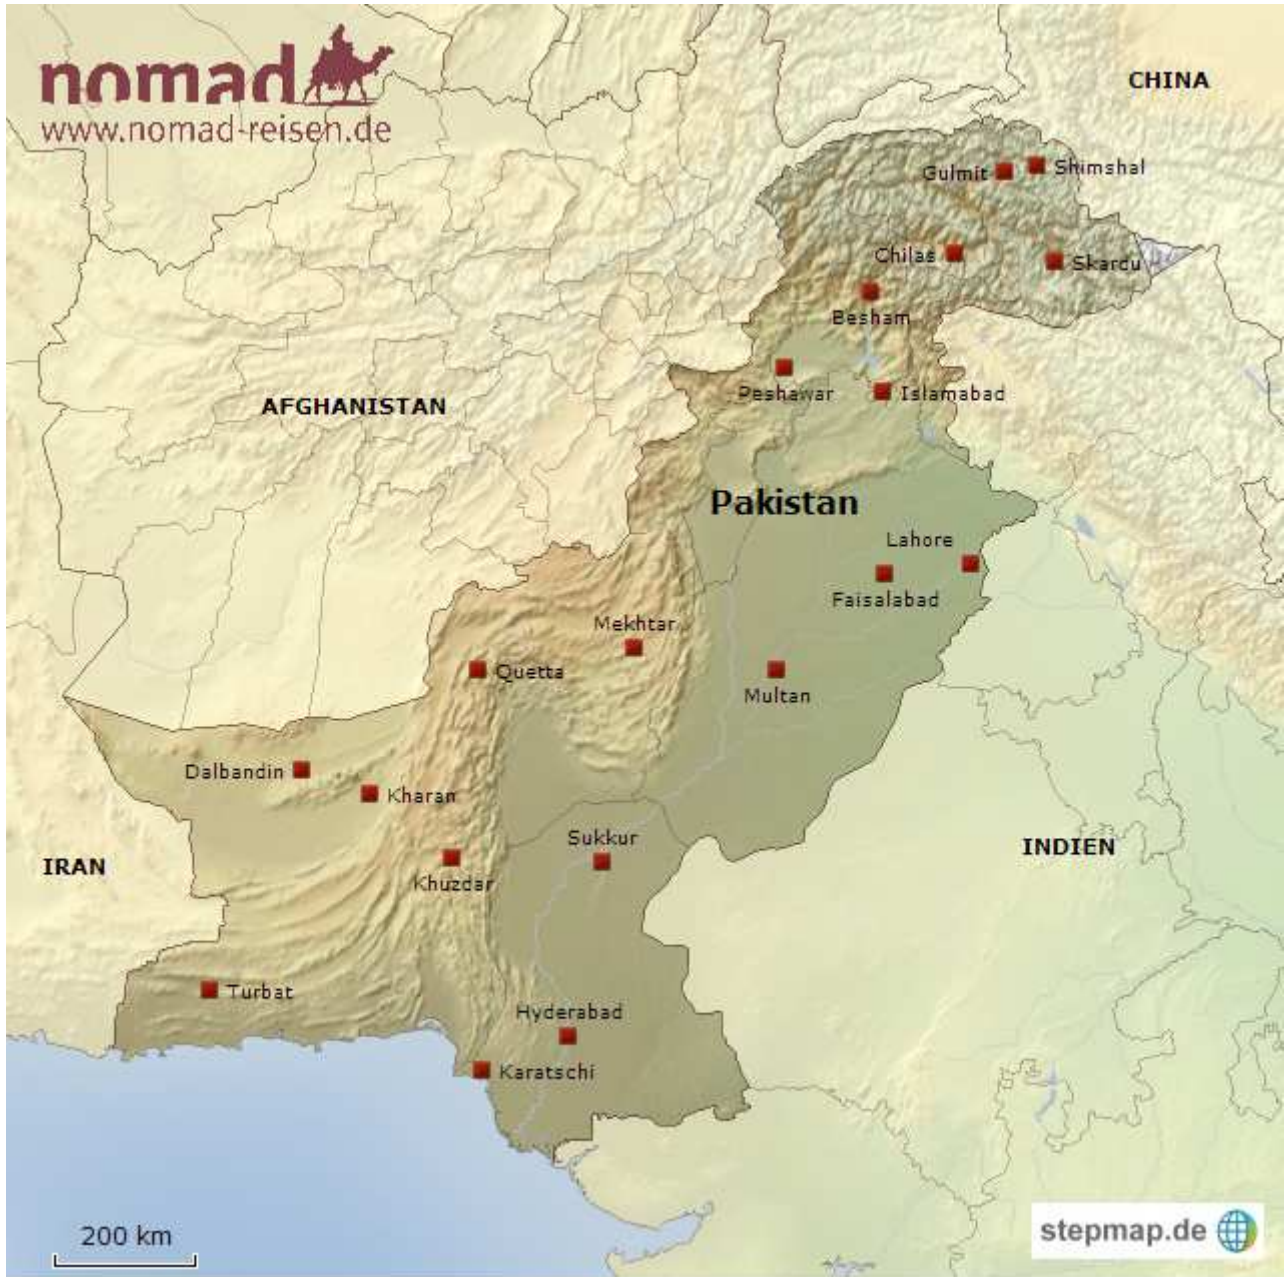 nomad
www.nomad-reisen.de
CHINA
Gulmit
Shimshal
Chilas
Skardu
Besham
Peshawar
Islamabad
AFGHANISTAN
Pakistan
Lahore
Faisalabad
Mekhtar
Quetta
Multan
Dalbandin
Kharan
Sukkur
INDIEN
IRAN
Khuzdar
Turbat
Hyderabad
Karatschi
200 km
stepmap.de